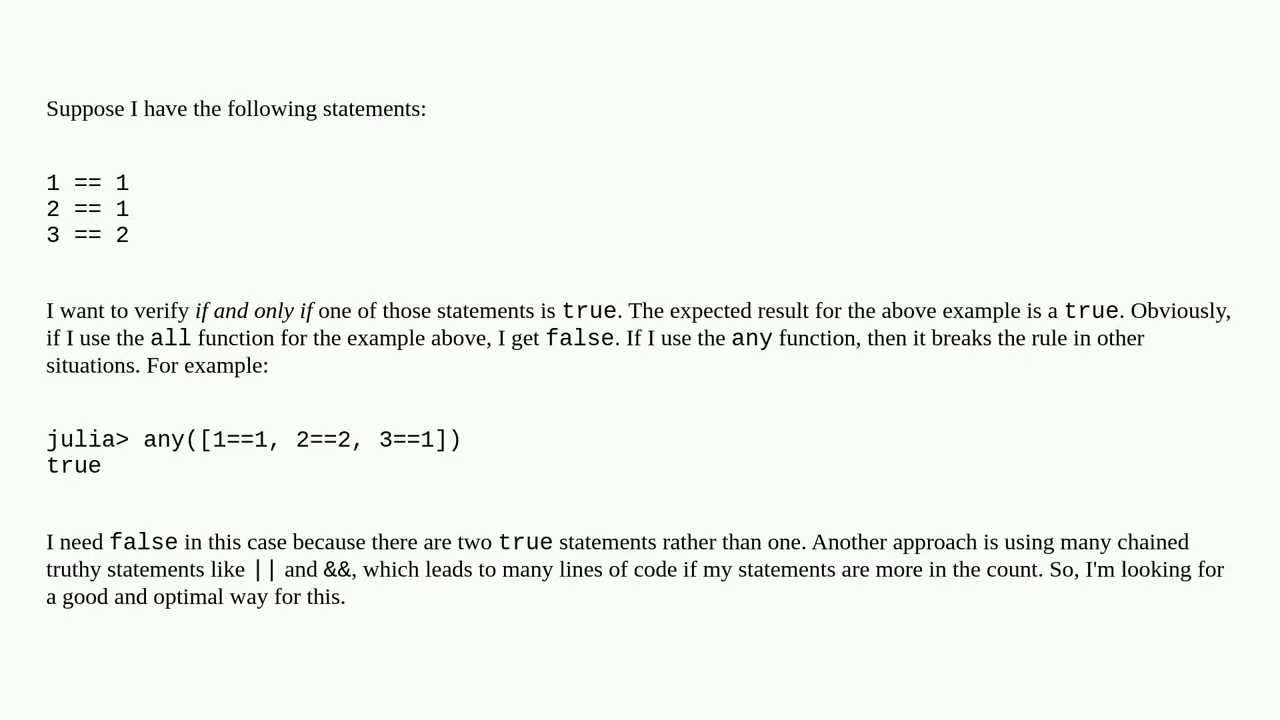 Suppose I have the following statements:
1 == 1
2 == 1
3 == 2
I want to verify if and only if one of those statements is true. The expected result for the above example is a true. Obviously,
if I use the all function for the example above, I get false. If I use the any function, then it breaks the rule in other
situations. For example:
julia> any([1==1, 2==2, 3==1])
true
I need false in this case because there are two true statements rather than one. Another approach is using many chained
truthy statements like || and &&, which leads to many lines of code if my statements are more in the count. So, I'm looking for
a good and optimal way for this.